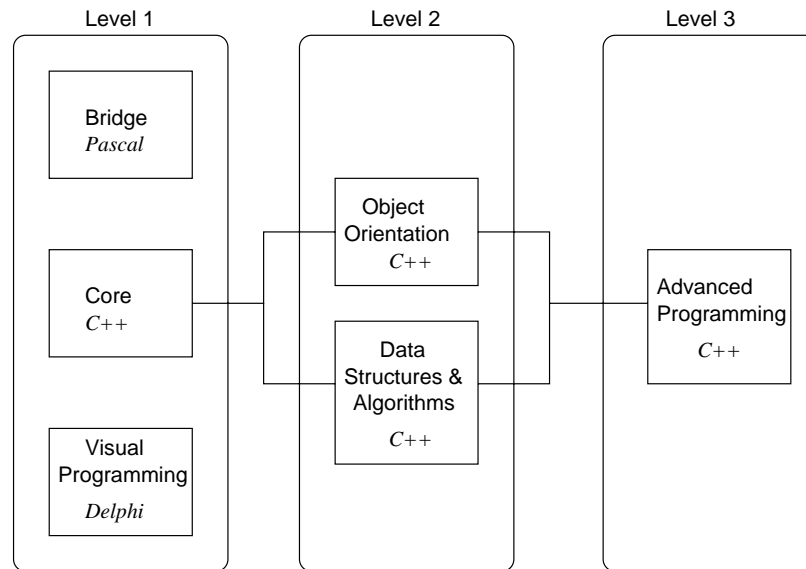 Level 1
Level 2
Level 3
Bridge
Pascal
Core
C++
Visual
Programming
Delphi
Object
Orientation
C++
Data
Structures &
Algorithms
C++
Advanced
Programming
C++